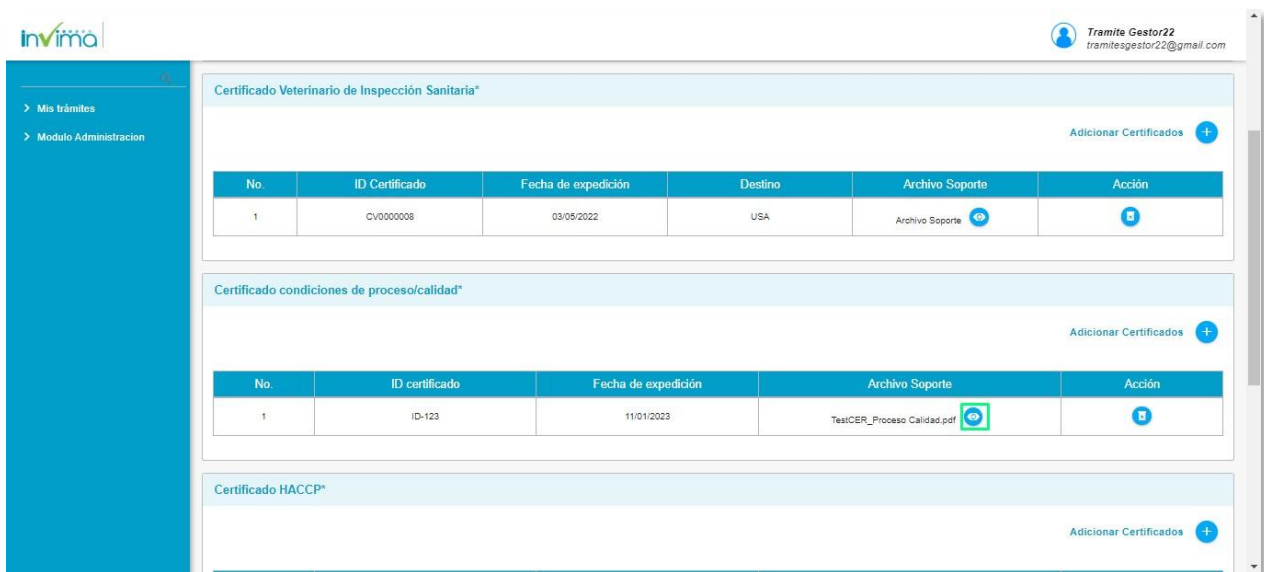 invima
Tramite Gestor22
tramitesgestor22@gmail.com
Mis trámites
Modulo Administracion
Certificado Veterinario de Inspección Sanitaria*
Adicionar Certificados
No. ID Certificado Fecha de expedición Destino Archivo Soporte Acción
1 CV0000008 03/05/2022 USA Archivo Soporte
Certificado condiciones de proceso/calidad*
Adicionar Certificados
No. ID certificado Fecha de expedición Archivo Soporte Acción
1 ID-123 11/01/2023 TestCER_Proceso Calidad.pdf
Certificado HACCP*
Adicionar Certificados